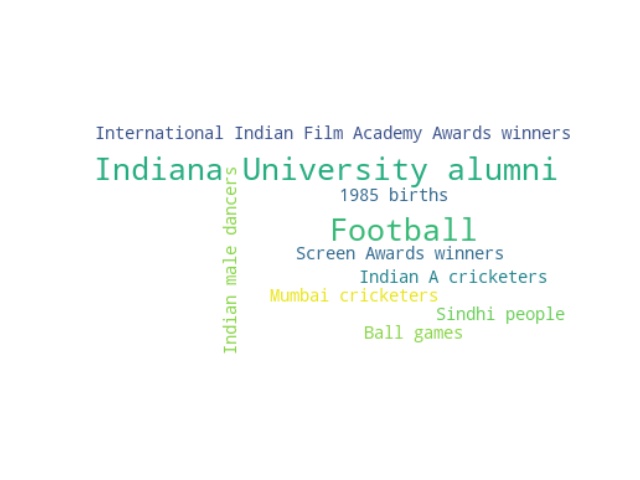 International Indian Film Academy Awards winners
Indiana University alumni
1985 births
Indian male dancers
Football
Screen Awards winners
Indian A cricketers
Mumbai cricketers
Sindhi people
Ball games